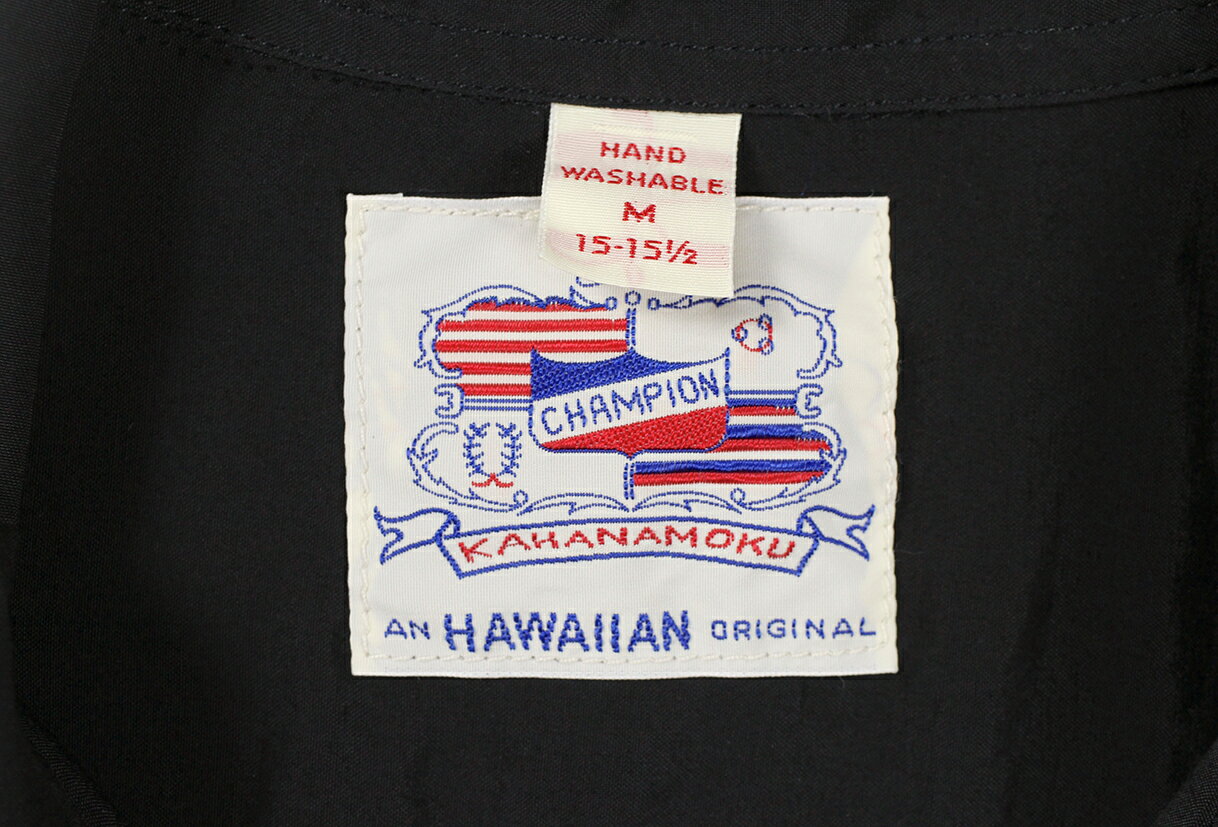 HAND
WASHABLE
M
15-15½
CHAMPION
KAHANAMOKU
AN HAWAIIAN ORIGINAL